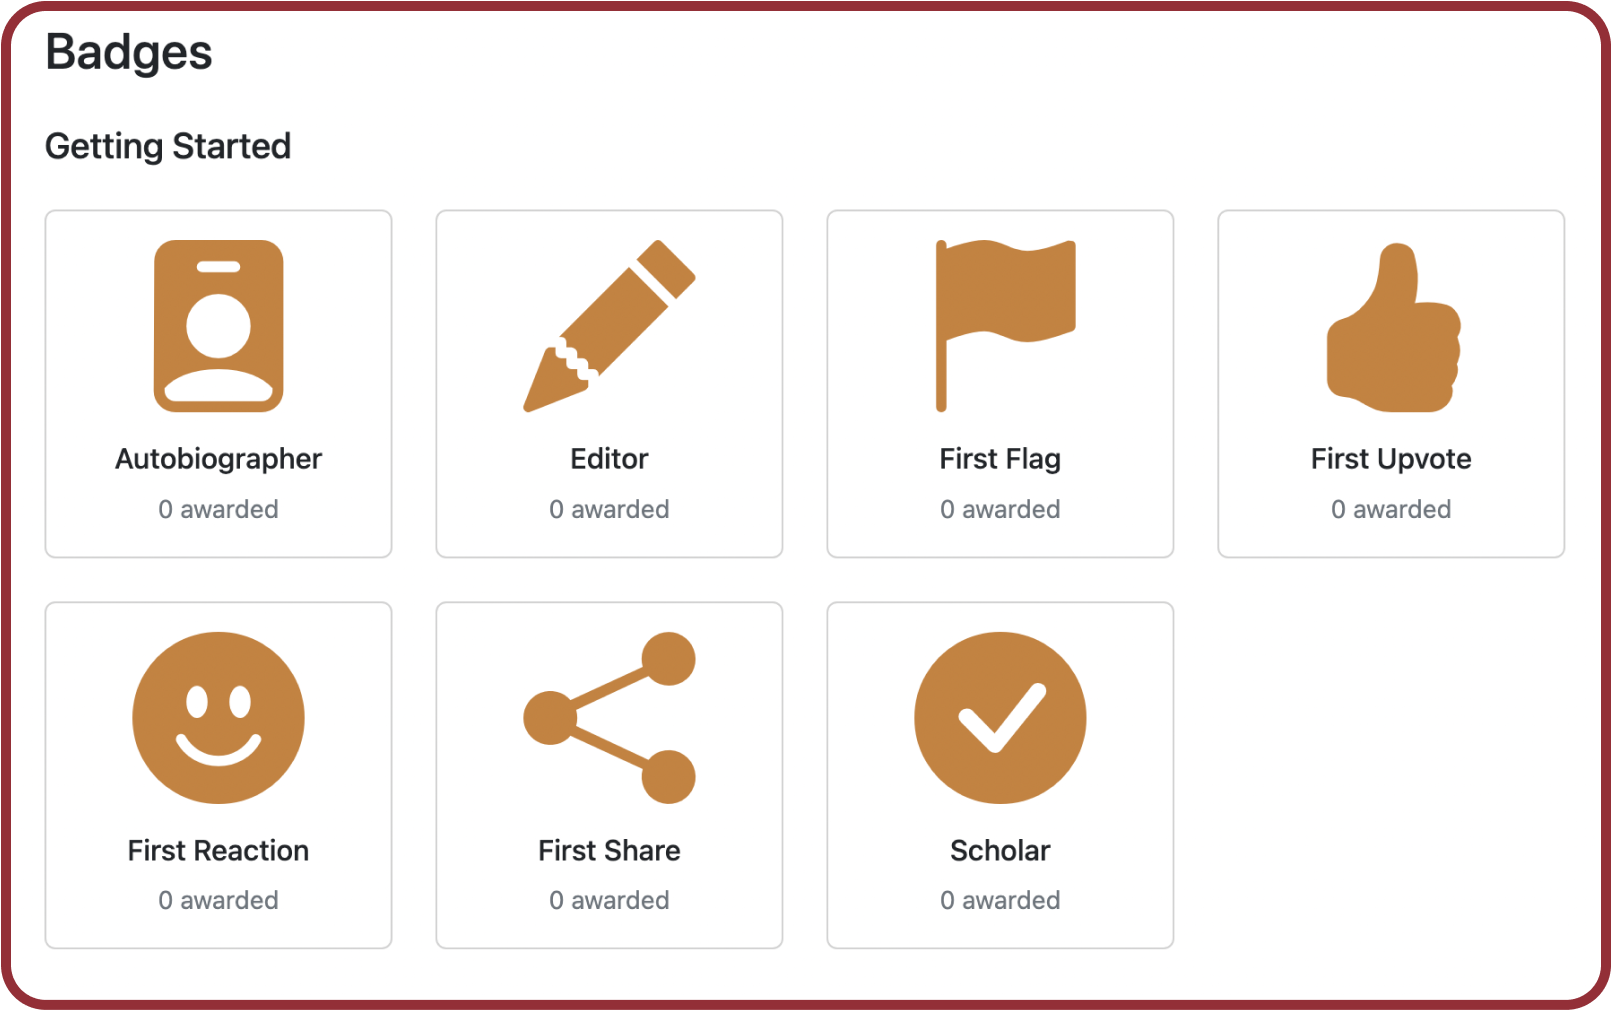 Badges
Getting Started
Autobiographer
0 awarded
Editor
0 awarded
First Flag
0 awarded
First Upvote
0 awarded
First Reaction
0 awarded
First Share
0 awarded
Scholar
0 awarded